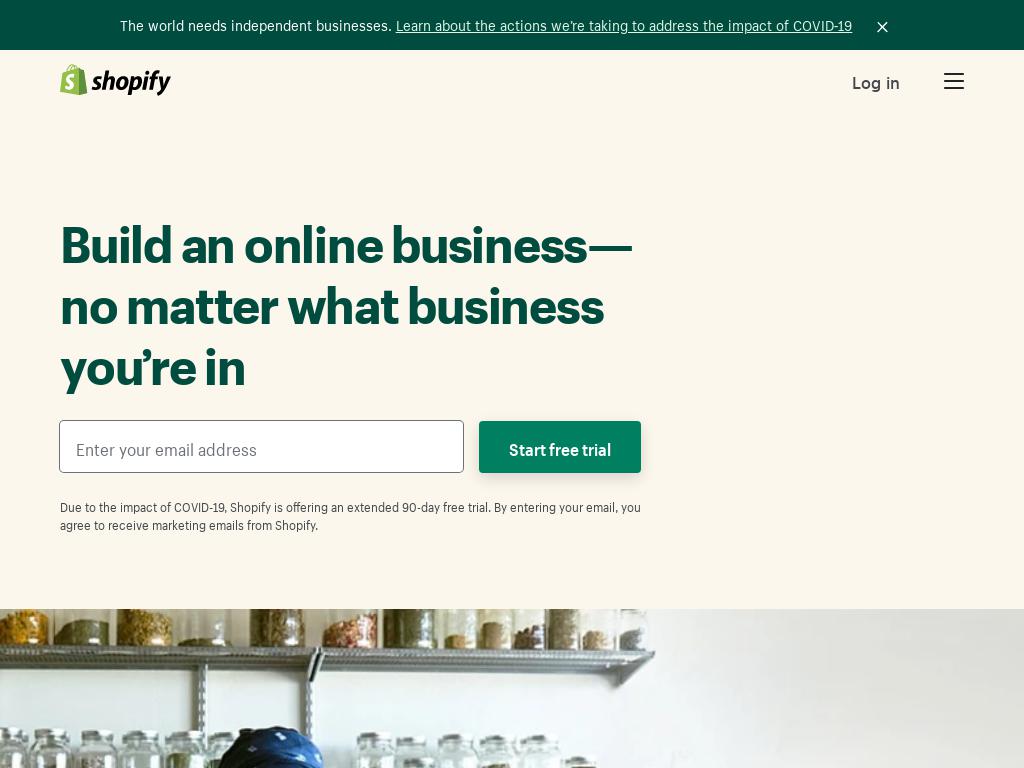 The world needs independent businesses. Learn about the actions we’re taking to address the impact of COVID-19
shopify
Log in
Build an online business—
no matter what business
you’re in
Enter your email address
Start free trial
Due to the impact of COVID-19, Shopify is offering an extended 90-day free trial. By entering your email, you
agree to receive marketing emails from Shopify.